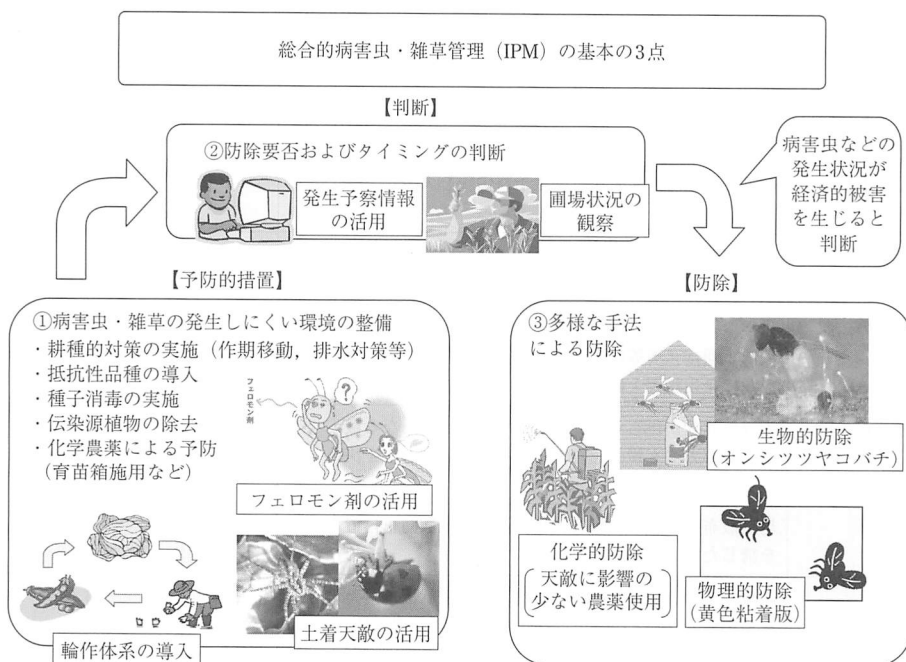 総合的病害虫・雑草管理(IPM)の基本の3点
【判断】
②防除要否およびタイミングの判断
発生予察情報
の活用
圃場状況の
観察
病害虫などの
発生状況が
経済的被害
を生じると
判断
【予防的措置】
①病害虫・雑草の発生しにくい環境の整備
・耕種的対策の実施(作期移動,排水対策等)
・抵抗性品種の導入
・種子消毒の実施
・伝染源植物の除去
・化学農薬による予防
(育苗箱施用など)
フェロモン剤
?
フェロモン剤の活用
土着天敵の活用
輪作体系の導入
【防除】
③多様な手法
による防除
生物的防除
(オンシツツヤコバチ)
化学的防除
天敵に影響の
少ない農薬使用
物理的防除
(黄色粘着版)